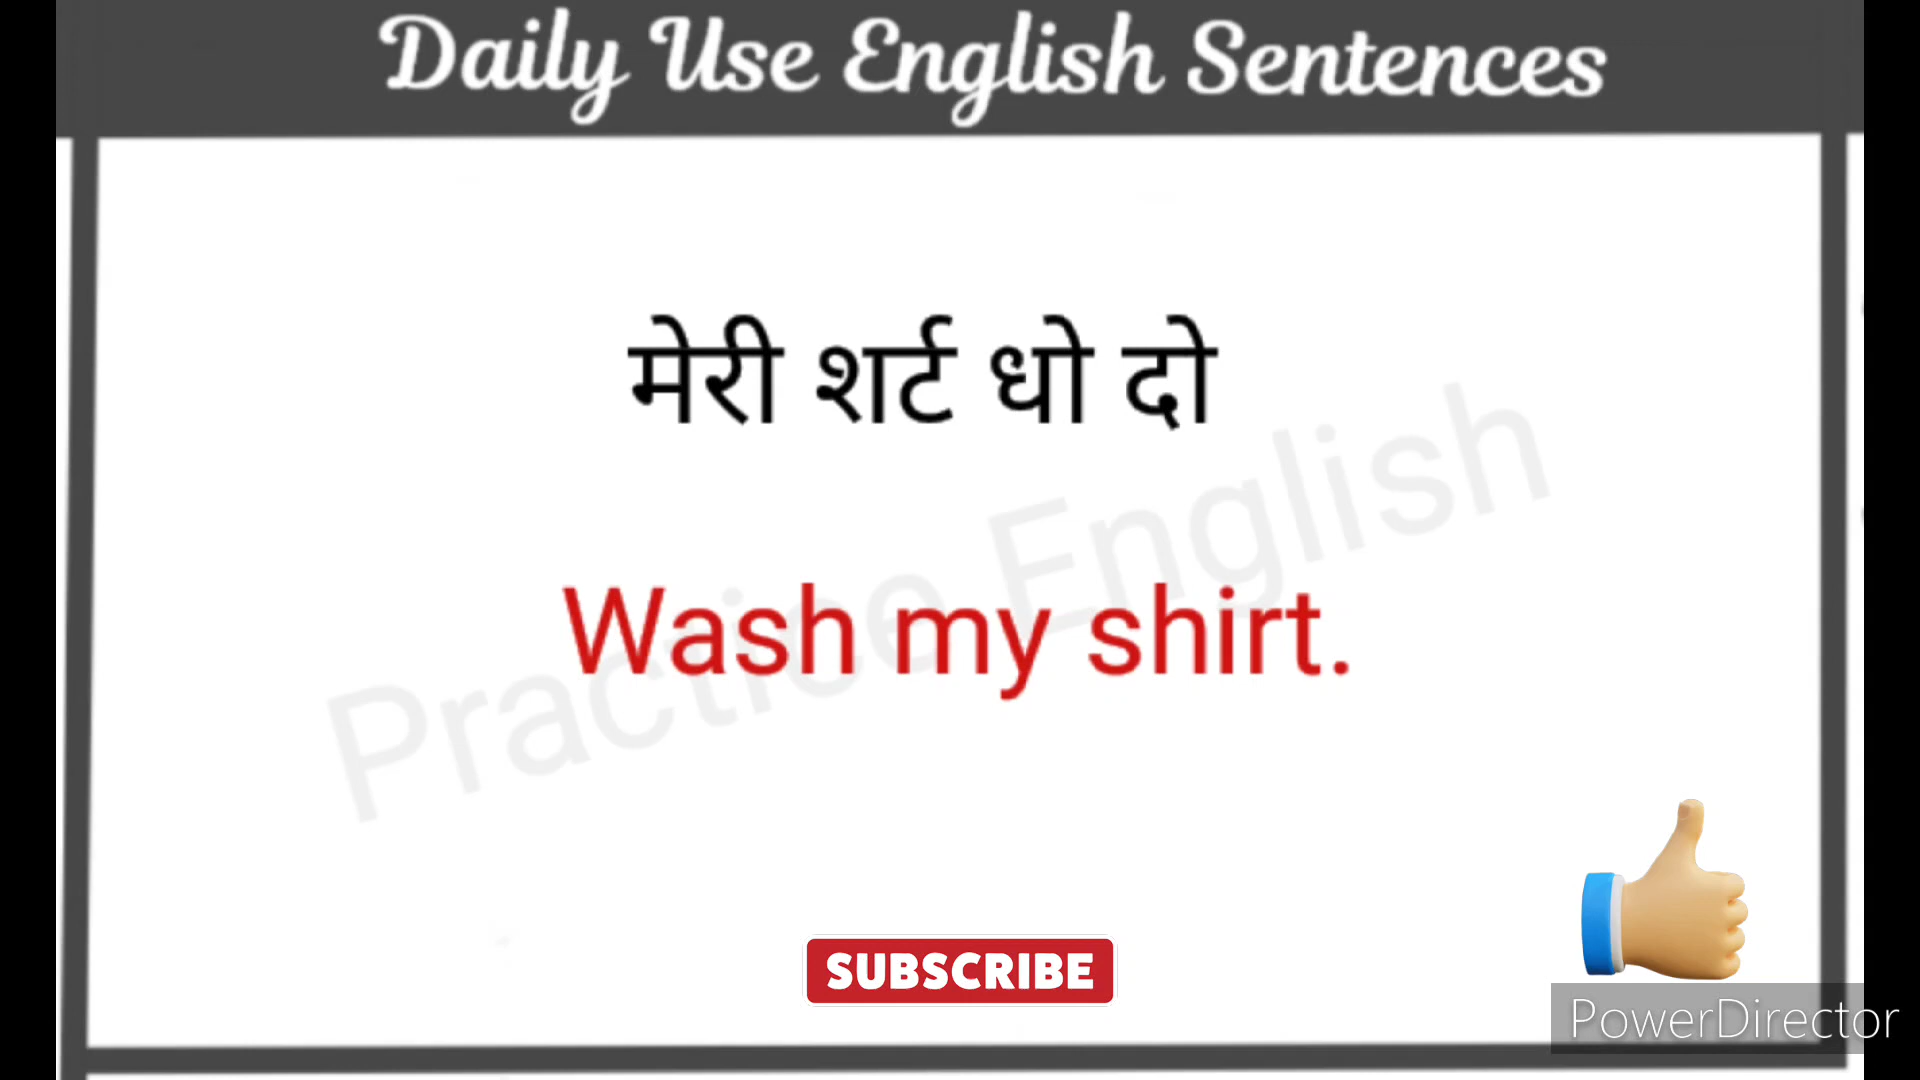 Daily Use English Sentences
मेरी शर्ट धो दो
Practice English
Wash my shirt.
SUBSCRIBE
PowerDirector